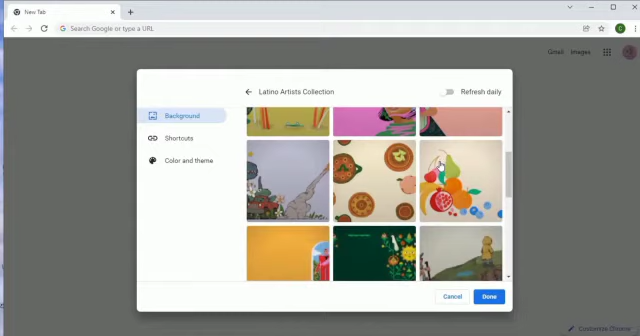 New Tab
Search Google or type a URL
Gmail Images
Latino Artists Collection
Refresh daily
Background
Shortcuts
Color and theme
Cancel
Done
Customize Chrome